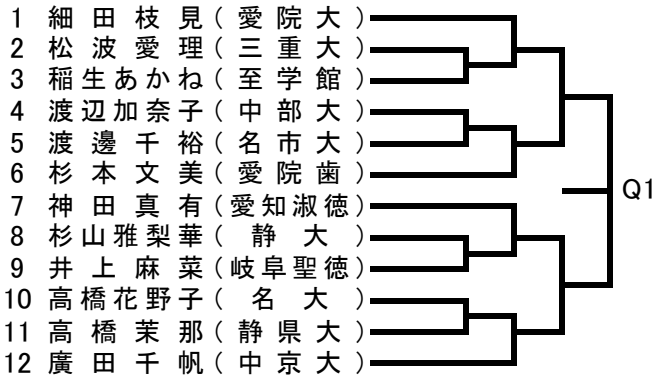 1 細田枝見(愛院大)
2 松波愛理(三重大)
3 稲生あかね(至学館)
4 渡辺加奈子(中部大)
5 渡邊千裕(名市大)
6 杉本文美(愛院歯)
Q1
7 神田真有(愛知淑徳)
8 杉山雅梨華(静大)
9 井上麻菜(岐阜聖徳)
10 高橋花野子(名大)
11 高橋茉那(静県大)
12 廣田千帆(中京大)